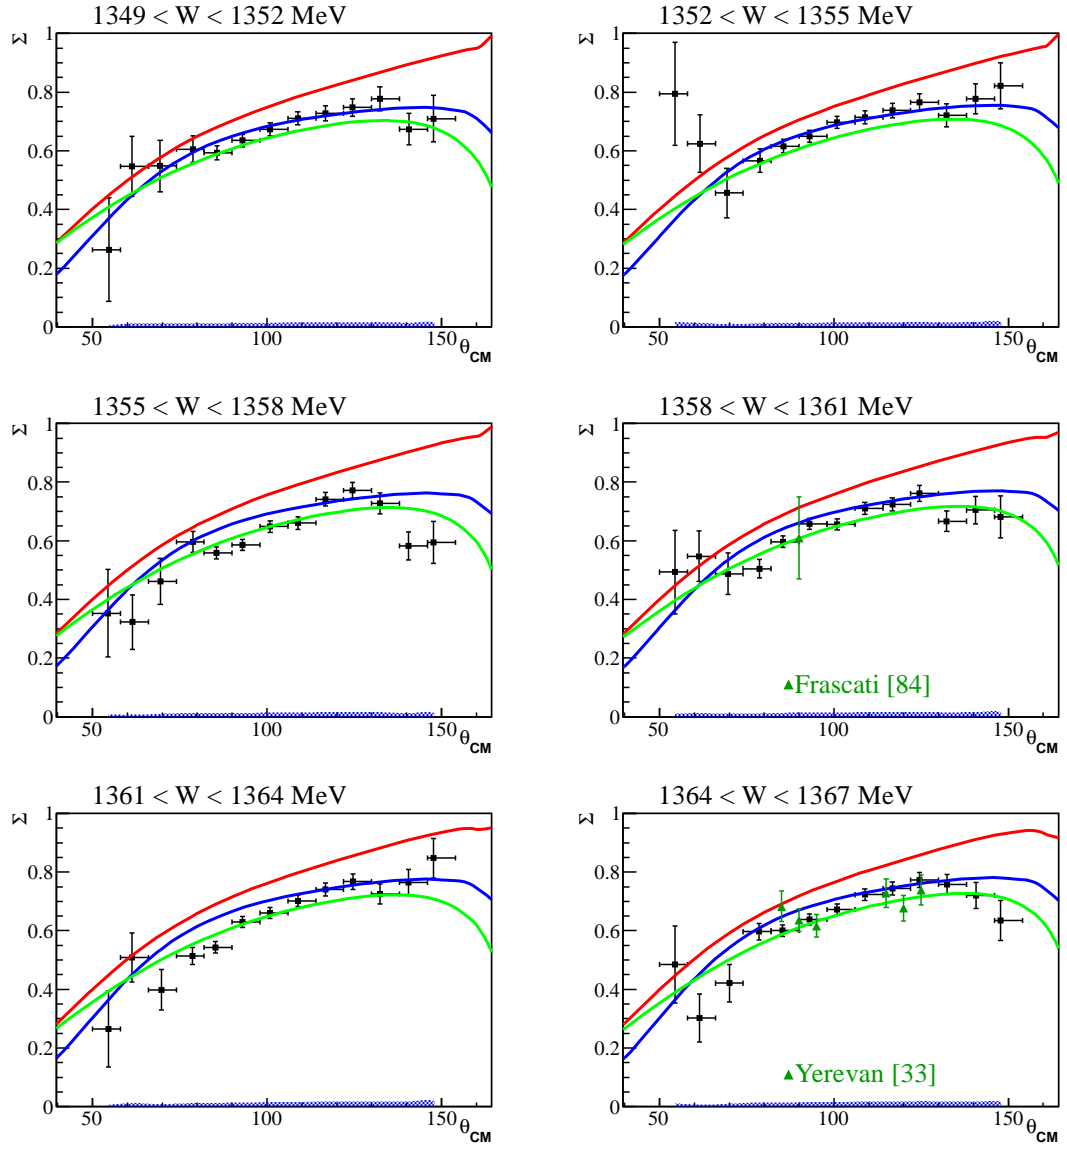 1349 < W < 1352 MeV
Σ
1
0.8
0.6
0.4
0.2
0
50
100
150
θCM
1352 < W < 1355 MeV
Σ
1
0.8
0.6
0.4
0.2
0
50
100
150
θCM
1355 < W < 1358 MeV
Σ
1
0.8
0.6
0.4
0.2
0
50
100
150
θCM
1358 < W < 1361 MeV
Σ
1
0.8
0.6
0.4
0.2
0
Frascati [84]
50
100
150
θCM
1361 < W < 1364 MeV
Σ
1
0.8
0.6
0.4
0.2
0
50
100
150
θCM
1364 < W < 1367 MeV
Σ
1
0.8
0.6
0.4
0.2
0
Yerevan [33]
50
100
150
θCM